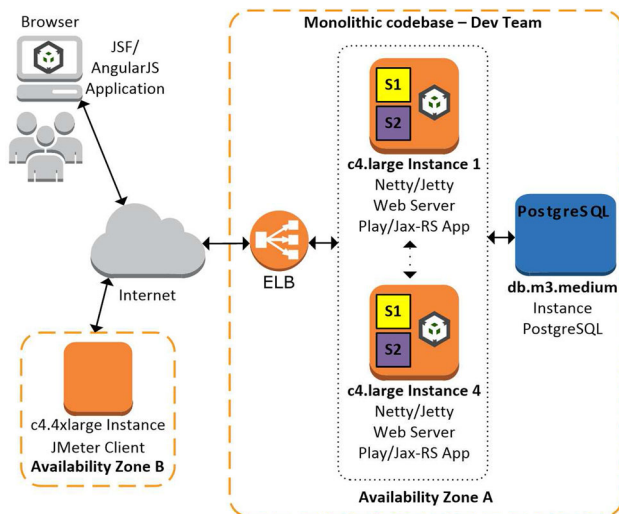 Browser
JSF/
AngularJS
Application
Internet
c4.4xlarge Instance
JMeter Client
Availability Zone B
Monolithic codebase – Dev Team
ELB
S1
S2
c4.large Instance 1
Netty/Jetty
Web Server
Play/Jax-RS App
S1
S2
c4.large Instance 4
Netty/Jetty
Web Server
Play/Jax-RS App
PostgreSQL
db.m3.medium
Instance
PostgreSQL
Availability Zone A